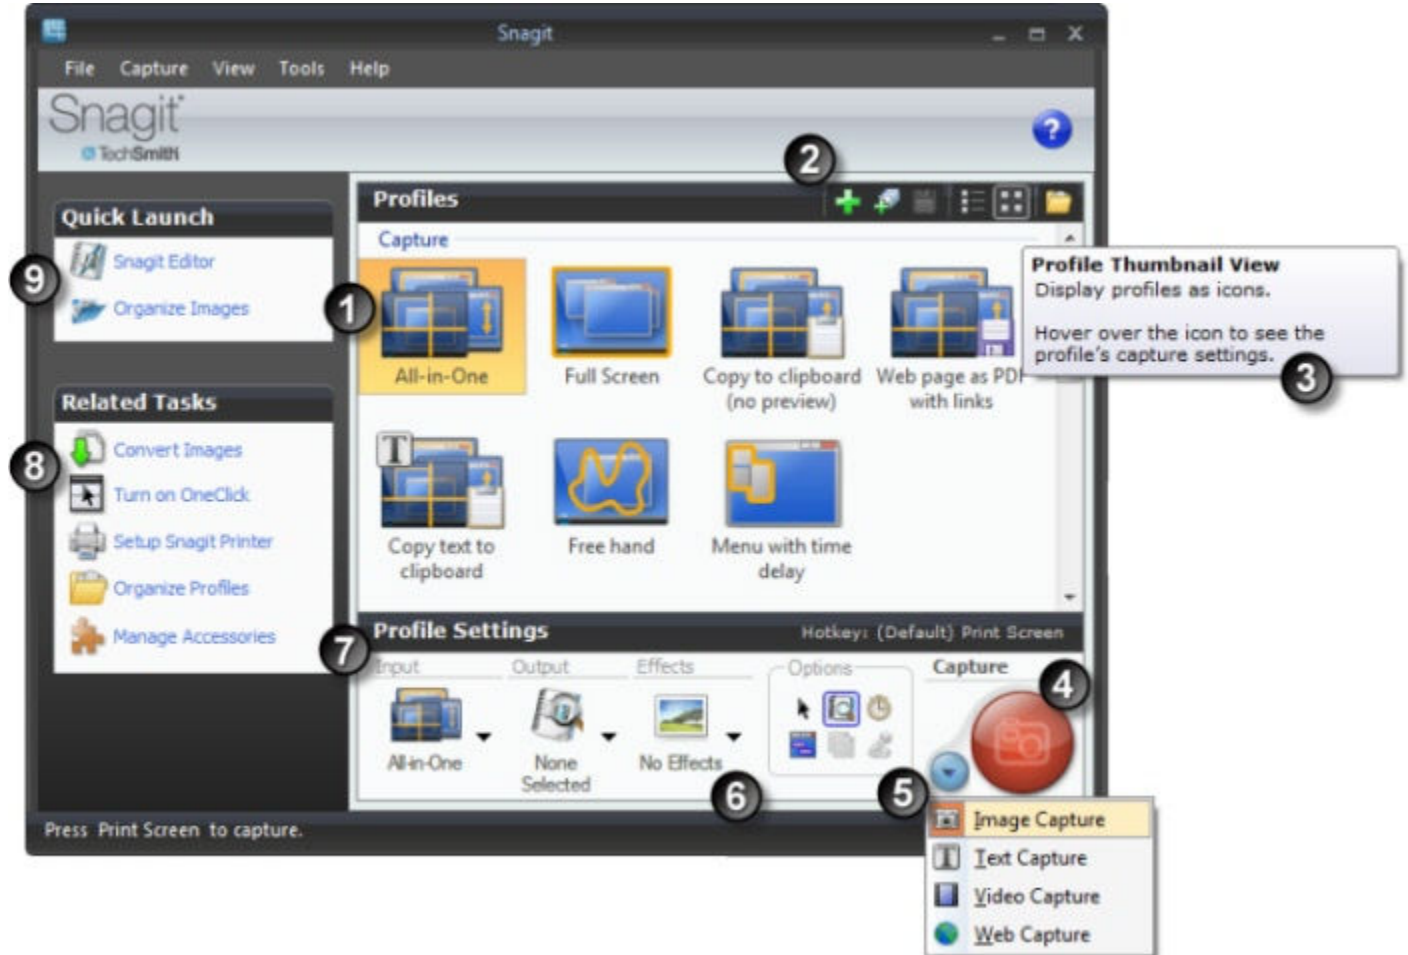 Snagit
File Capture View Tools Help
Snagit
TechSmith
?
2
Quick Launch
9
Snagit Editor
Organize Images
Related Tasks
8
Convert Images
Turn on OneClick
Setup Snagit Printer
Organize Profiles
Manage Accessories
Profiles
Capture
1
All-in-One
Full Screen
Copy to clipboard
(no preview)
Web page as PDF
with links
Profile Thumbnail View
Display profiles as icons.
Hover over the icon to see the
profile's capture settings.
3
T
Copy text to
clipboard
Free hand
Menu with time
delay
Profile Settings
Hotkey: (Default) Print Screen
7
Input
Output
Effects
Options
Capture
4
All-in-One
None
Selected
No Effects
6
5
Image Capture
T Text Capture
Video Capture
Web Capture
Press Print Screen to capture.